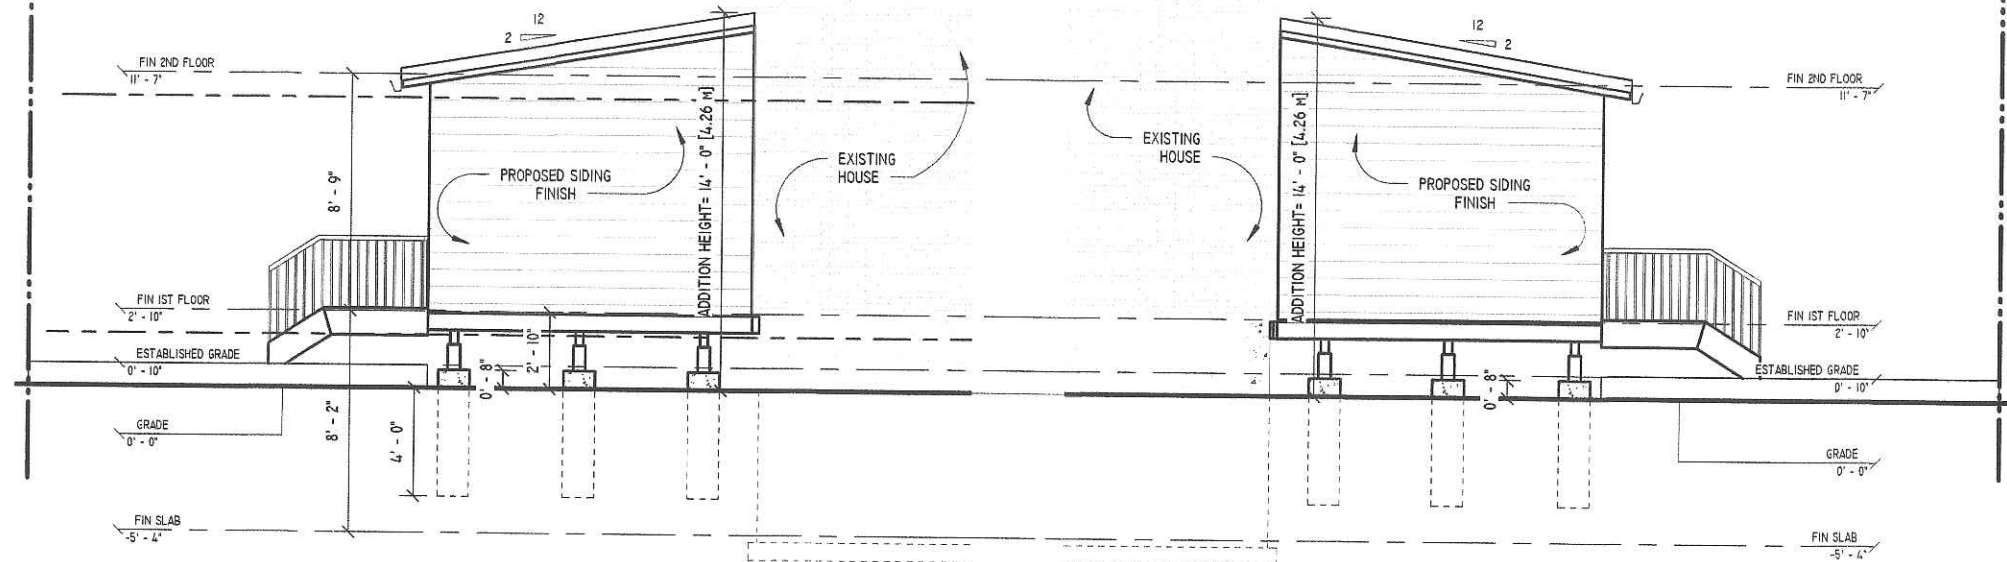 12
2
FIN 2ND FLOOR
11' - 7"
8' - 9"
PROPOSED SIDING
FINISH
ADDITION HEIGHT= 14' - 0" [4.26 M]
EXISTING
HOUSE
FIN 1ST FLOOR
2' - 10"
ESTABLISHED GRADE
0' - 10"
0' - 8"
2' - 10"
GRADE
0' - 0"
8' - 2"
4' - 0"
FIN SLAB
-5' - 4"
12
2
FIN 2ND FLOOR
11' - 7"
EXISTING
HOUSE
ADDITION HEIGHT= 14' - 0" [4.26 M]
PROPOSED SIDING
FINISH
FIN 1ST FLOOR
2' - 10"
ESTABLISHED GRADE
0' - 10"
0' - 8"
GRADE
0' - 0"
FIN SLAB
-5' - 4"